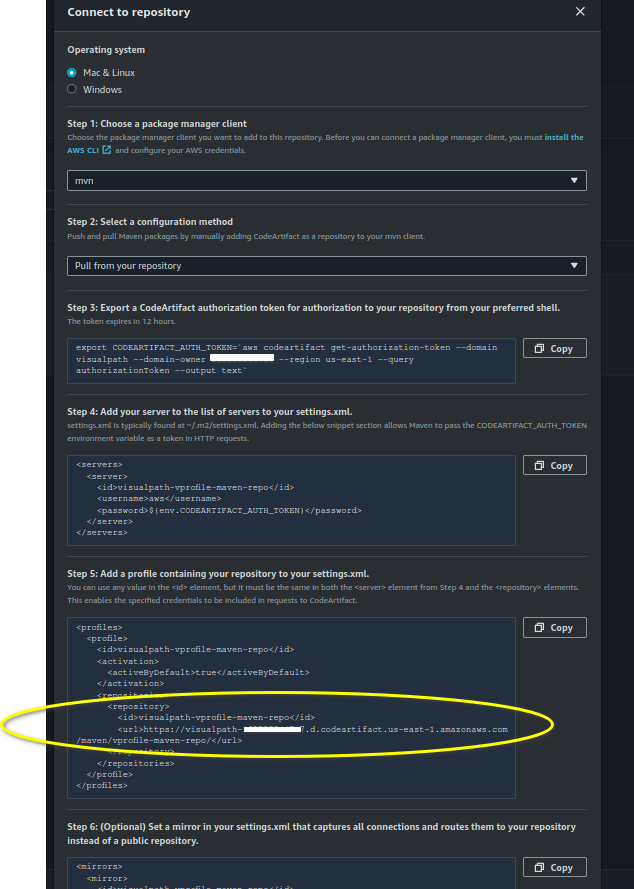 Connect to repository
Operating system
Mac & Linux
Windows
Step 1: Choose a package manager client
Choose the package manager client you want to add to this repository. Before you can connect a package manager client, you must install the
AWS CLI and configure your AWS credentials.
mvn
Step 2: Select a configuration method
Push and pull Maven packages by manually adding CodeArtifact as a repository to your mvn client.
Pull from your repository
Step 3: Export a CodeArtifact authorization token for authorization to your repository from your preferred shell.
The token expires in 12 hours.
export CODEARTIFACT_AUTH_TOKEN=`aws codeartifact get-authorization-token --domain
visualpath --domain-owner --region us-east-1 --query
authorizationToken --output text`
Copy
Step 4: Add your server to the list of servers to your settings.xml.
settings.xml is typically found at ~/.m2/settings.xml. Adding the below snippet section allows Maven to pass the CODEARTIFACT_AUTH_TOKEN
environment variable as a token in HTTP requests.
<servers>
<server>
<id>visualpath-vprofile-maven-repo</id>
<username>aws</username>
<password>${env.CODEARTIFACT_AUTH_TOKEN}</password>
</server>
</servers>
Copy
Step 5: Add a profile containing your repository to your settings.xml.
You can use any value in the <id> element, but it must be the same in both the <server> element from Step 4 and the <repository> elements.
This enables the specified credentials to be included in requests to CodeArtifact.
<profiles>
<profile>
<id>visualpath-vprofile-maven-repo</id>
<activation>
<activeByDefault>true</activeByDefault>
</activation>
<repositories>
<repository>
<id>visualpath-vprofile-maven-repo</id>
<url>https://visualpath- 7.d.codeartifact.us-east-1.amazonaws.com
/maven/vprofile-maven-repo/</url>
</repository>
</repositories>
</profile>
</profiles>
Copy
Step 6: (Optional) Set a mirror in your settings.xml that captures all connections and routes them to your repository
instead of a public repository.
<mirrors>
<mirror>
Copy